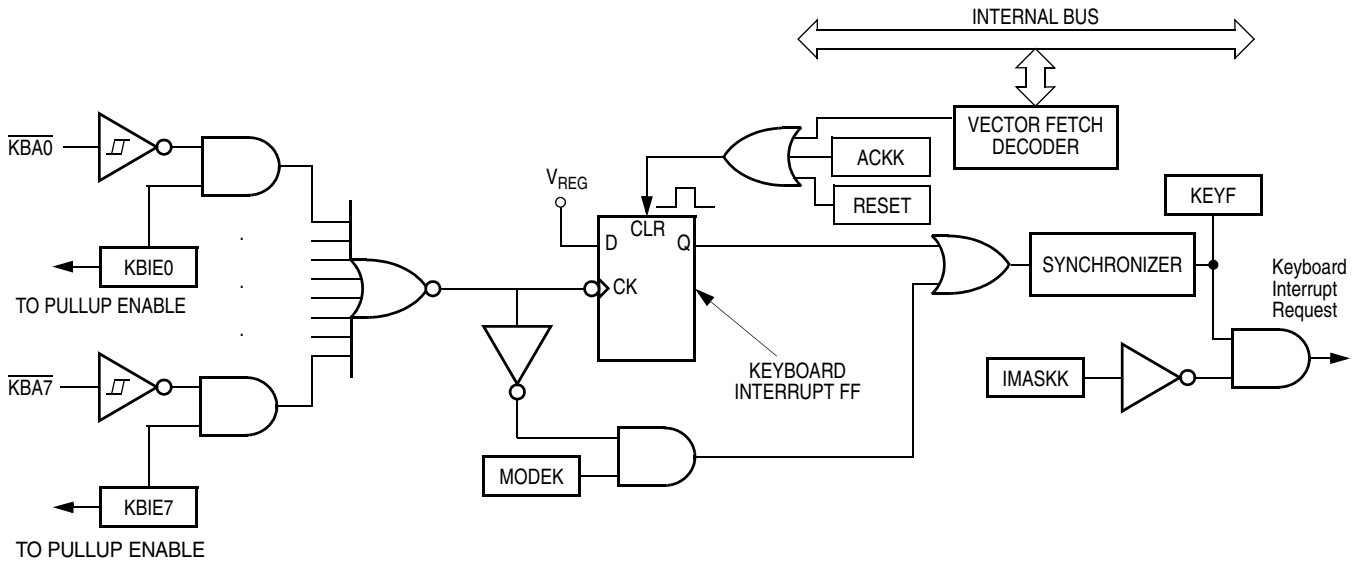 INTERNAL BUS
VECTOR FETCH
DECODER
KBA0
ACKK
VREG
KEYF
RESET
CLR
D
Q
SYNCHRONIZER
KBIE0
CK
Keyboard
Interrupt
Request
TO PULLUP ENABLE
KBA7
KEYBOARD
INTERRUPT FF
IMASKK
MODEK
KBIE7
TO PULLUP ENABLE